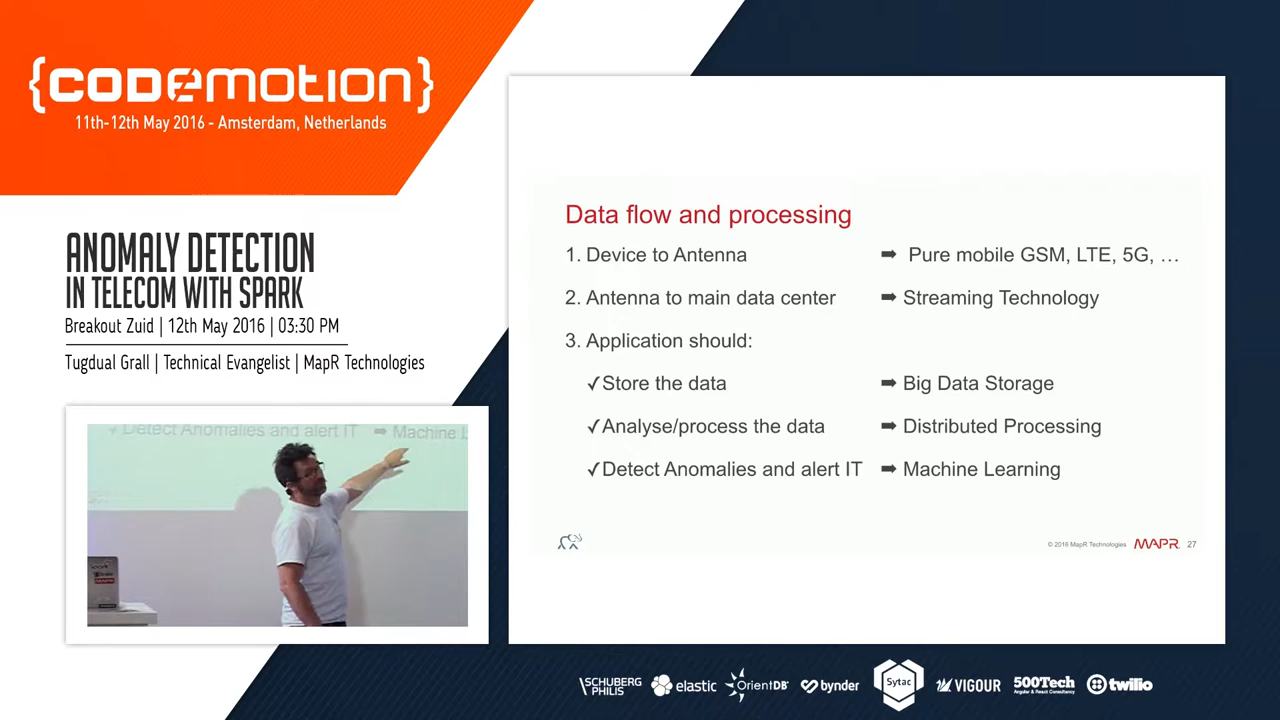 {CODEMOTION}
11th-12th May 2016 - Amsterdam, Netherlands
ANOMALY DETECTION
IN TELECOM WITH SPARK
Breakout Zuid | 12th May 2016 | 03:30 PM
Tugdual Grall | Technical Evangelist | MapR Technologies
✓ Detect Anomalies and alert IT ➡ Machine L
Data flow and processing
1. Device to Antenna ➡ Pure mobile GSM, LTE, 5G, …
2. Antenna to main data center ➡ Streaming Technology
3. Application should:
✓Store the data ➡ Big Data Storage
✓Analyse/process the data ➡ Distributed Processing
✓Detect Anomalies and alert IT ➡ Machine Learning
© 2016 MapR Technologies MAPR 27
SCHUBERG PHILIS
elastic
OrientDB
bynder
Sytac
VIGOUR
500Tech
Angular & React Consultancy
twilio